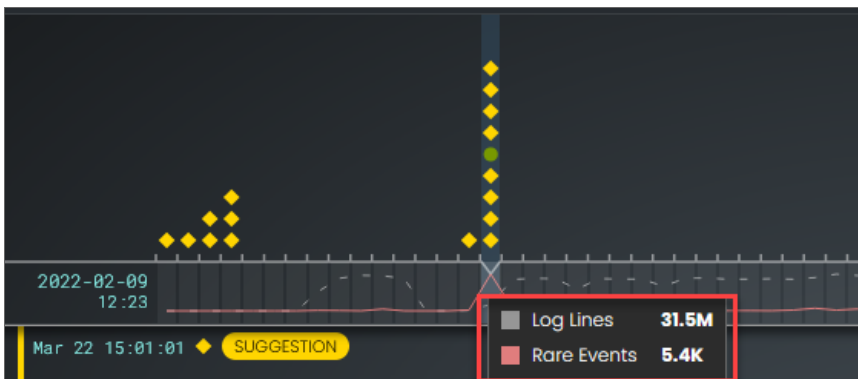 2022-02-09
12:23
Log Lines 31.5M
Rare Events 5.4K
Mar 22 15:01:01 SUGGESTION